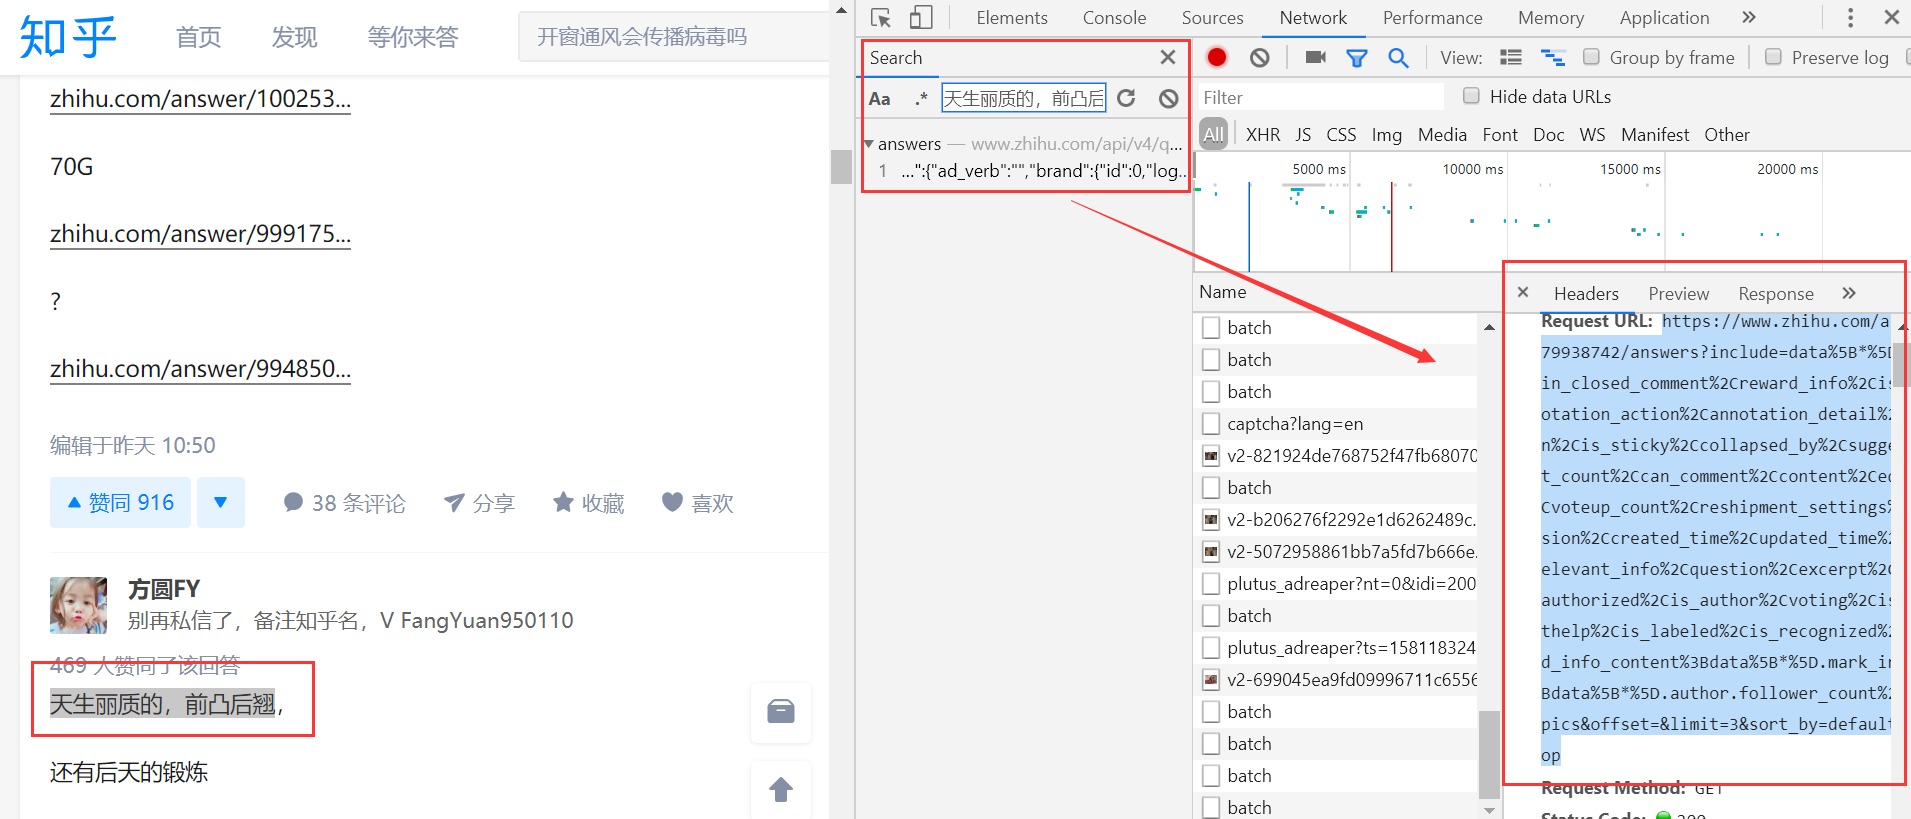 知乎
首页 发现 等你来答
开窗通风会传播病毒吗
zhihu.com/answer/100253...
70G
zhihu.com/answer/999175...
?
zhihu.com/answer/994850...
编辑于昨天 10:50
赞同 916
38 条评论 分享 收藏 喜欢
方圆FY
别再私信了，备注知乎名，V FangYuan950110
469 人赞同了该回答
天生丽质的，前凸后翘，
还有后天的锻炼
Elements Console Sources Network Performance Memory Application
Search
Aa .* 天生丽质的，前凸后
answers — www.zhihu.com/api/v4/q...
1 ...":{"ad_verb":"","brand":{"id":0,"log...
View: Group by frame Preserve log
Filter Hide data URLs
All XHR JS CSS Img Media Font Doc WS Manifest Other
5000 ms 10000 ms 15000 ms 20000 ms
Name
batch
batch
batch
captcha?lang=en
v2-821924de768752f47fb68070
batch
v2-b206276f2292e1d6262489c.
v2-5072958861bb7a5fd7b666e.
plutus_adreaper?nt=0&idi=200
batch
plutus_adreaper?ts=158118324
v2-699045ea9fd09996711c6556
batch
batch
batch
batch
Headers Preview Response
Request URL: https://www.zhihu.com/a
79938742/answers?include=data%5B*%5D
in_closed_comment%2Creward_info%2Cis
otation_action%2Cannotation_detail%
n%2Cis_sticky%2Ccollapsed_by%2Csugge
t_count%2Ccan_comment%2Ccontent%2Ced
Cvoteup_count%2Creshipment_settings%
sion%2Ccreated_time%2Cupdated_time%
elevant_info%2Cquestion%2Cexcerpt%2C
authorized%2Cis_author%2Cvoting%2Cis
thelp%2Cis_labeled%2Cis_recognized%
d_info_content%3Bdata%5B*%5D.mark_in
Bdata%5B*%5D.author.follower_count%
pics&offset=&limit=3&sort_by=default
op
Request Method: GET
Status Code: 200